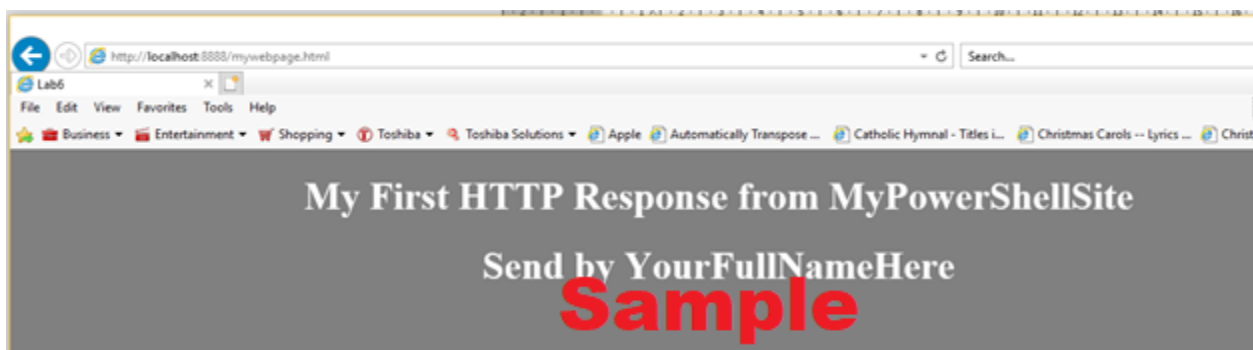 http://localhost:8888/mywebpage.html
Search...
Lab6
File Edit View Favorites Tools Help
Business Entertainment Shopping Toshiba Toshiba Solutions Apple Automatically Transpose ... Catholic Hymnal - Titles i... Christmas Carols -- Lyrics ... Christ
My First HTTP Response from MyPowerShellSite
Send by YourFullNameHere
Sample